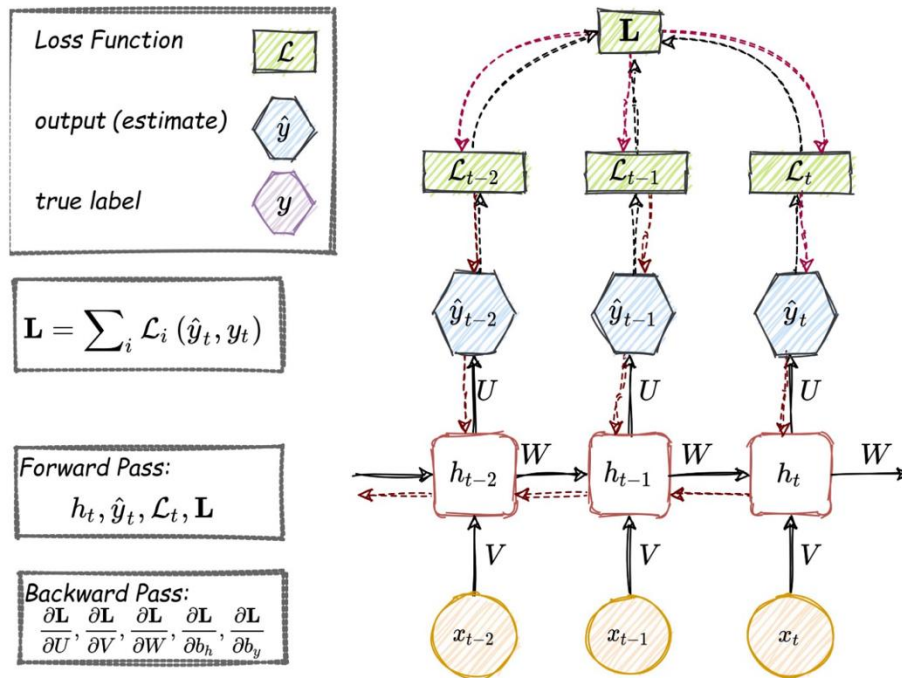 Loss Function
ℒ
output (estimate)
ŷ
true label
y
L = ∑ᵢ ℒᵢ (ŷₜ, yₜ)
Forward Pass:
hₜ, ŷₜ, ℒₜ, L
Backward Pass:
∂L/∂U, ∂L/∂V, ∂L/∂W, ∂L/∂b_h, ∂L/∂b_y
L
ℒₜ₋₂ ℒₜ₋₁ ℒₜ
ŷₜ₋₂ ŷₜ₋₁ ŷₜ
U U U
hₜ₋₂ W hₜ₋₁ W hₜ W
V V V
xₜ₋₂ xₜ₋₁ xₜ